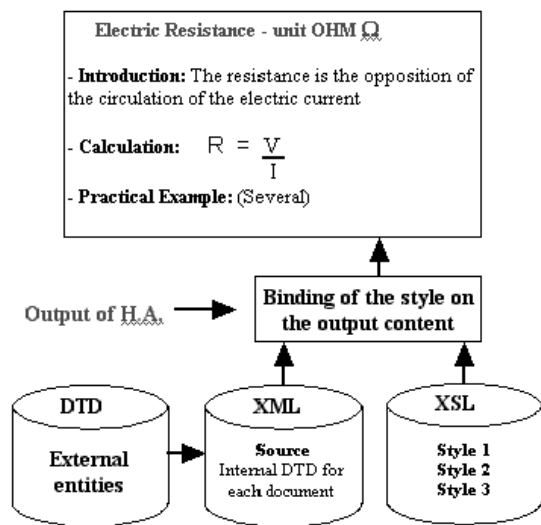 Electric Resistance - unit OHM Ω
- Introduction: The resistance is the opposition of
the circulation of the electric current
- Calculation: R = V
I
- Practical Example: (Several)
Output of H.A.
Binding of the style on
the output content
DTD
External
entities
XML
Source
Internal DTD for
each document
XSL
Style 1
Style 2
Style 3